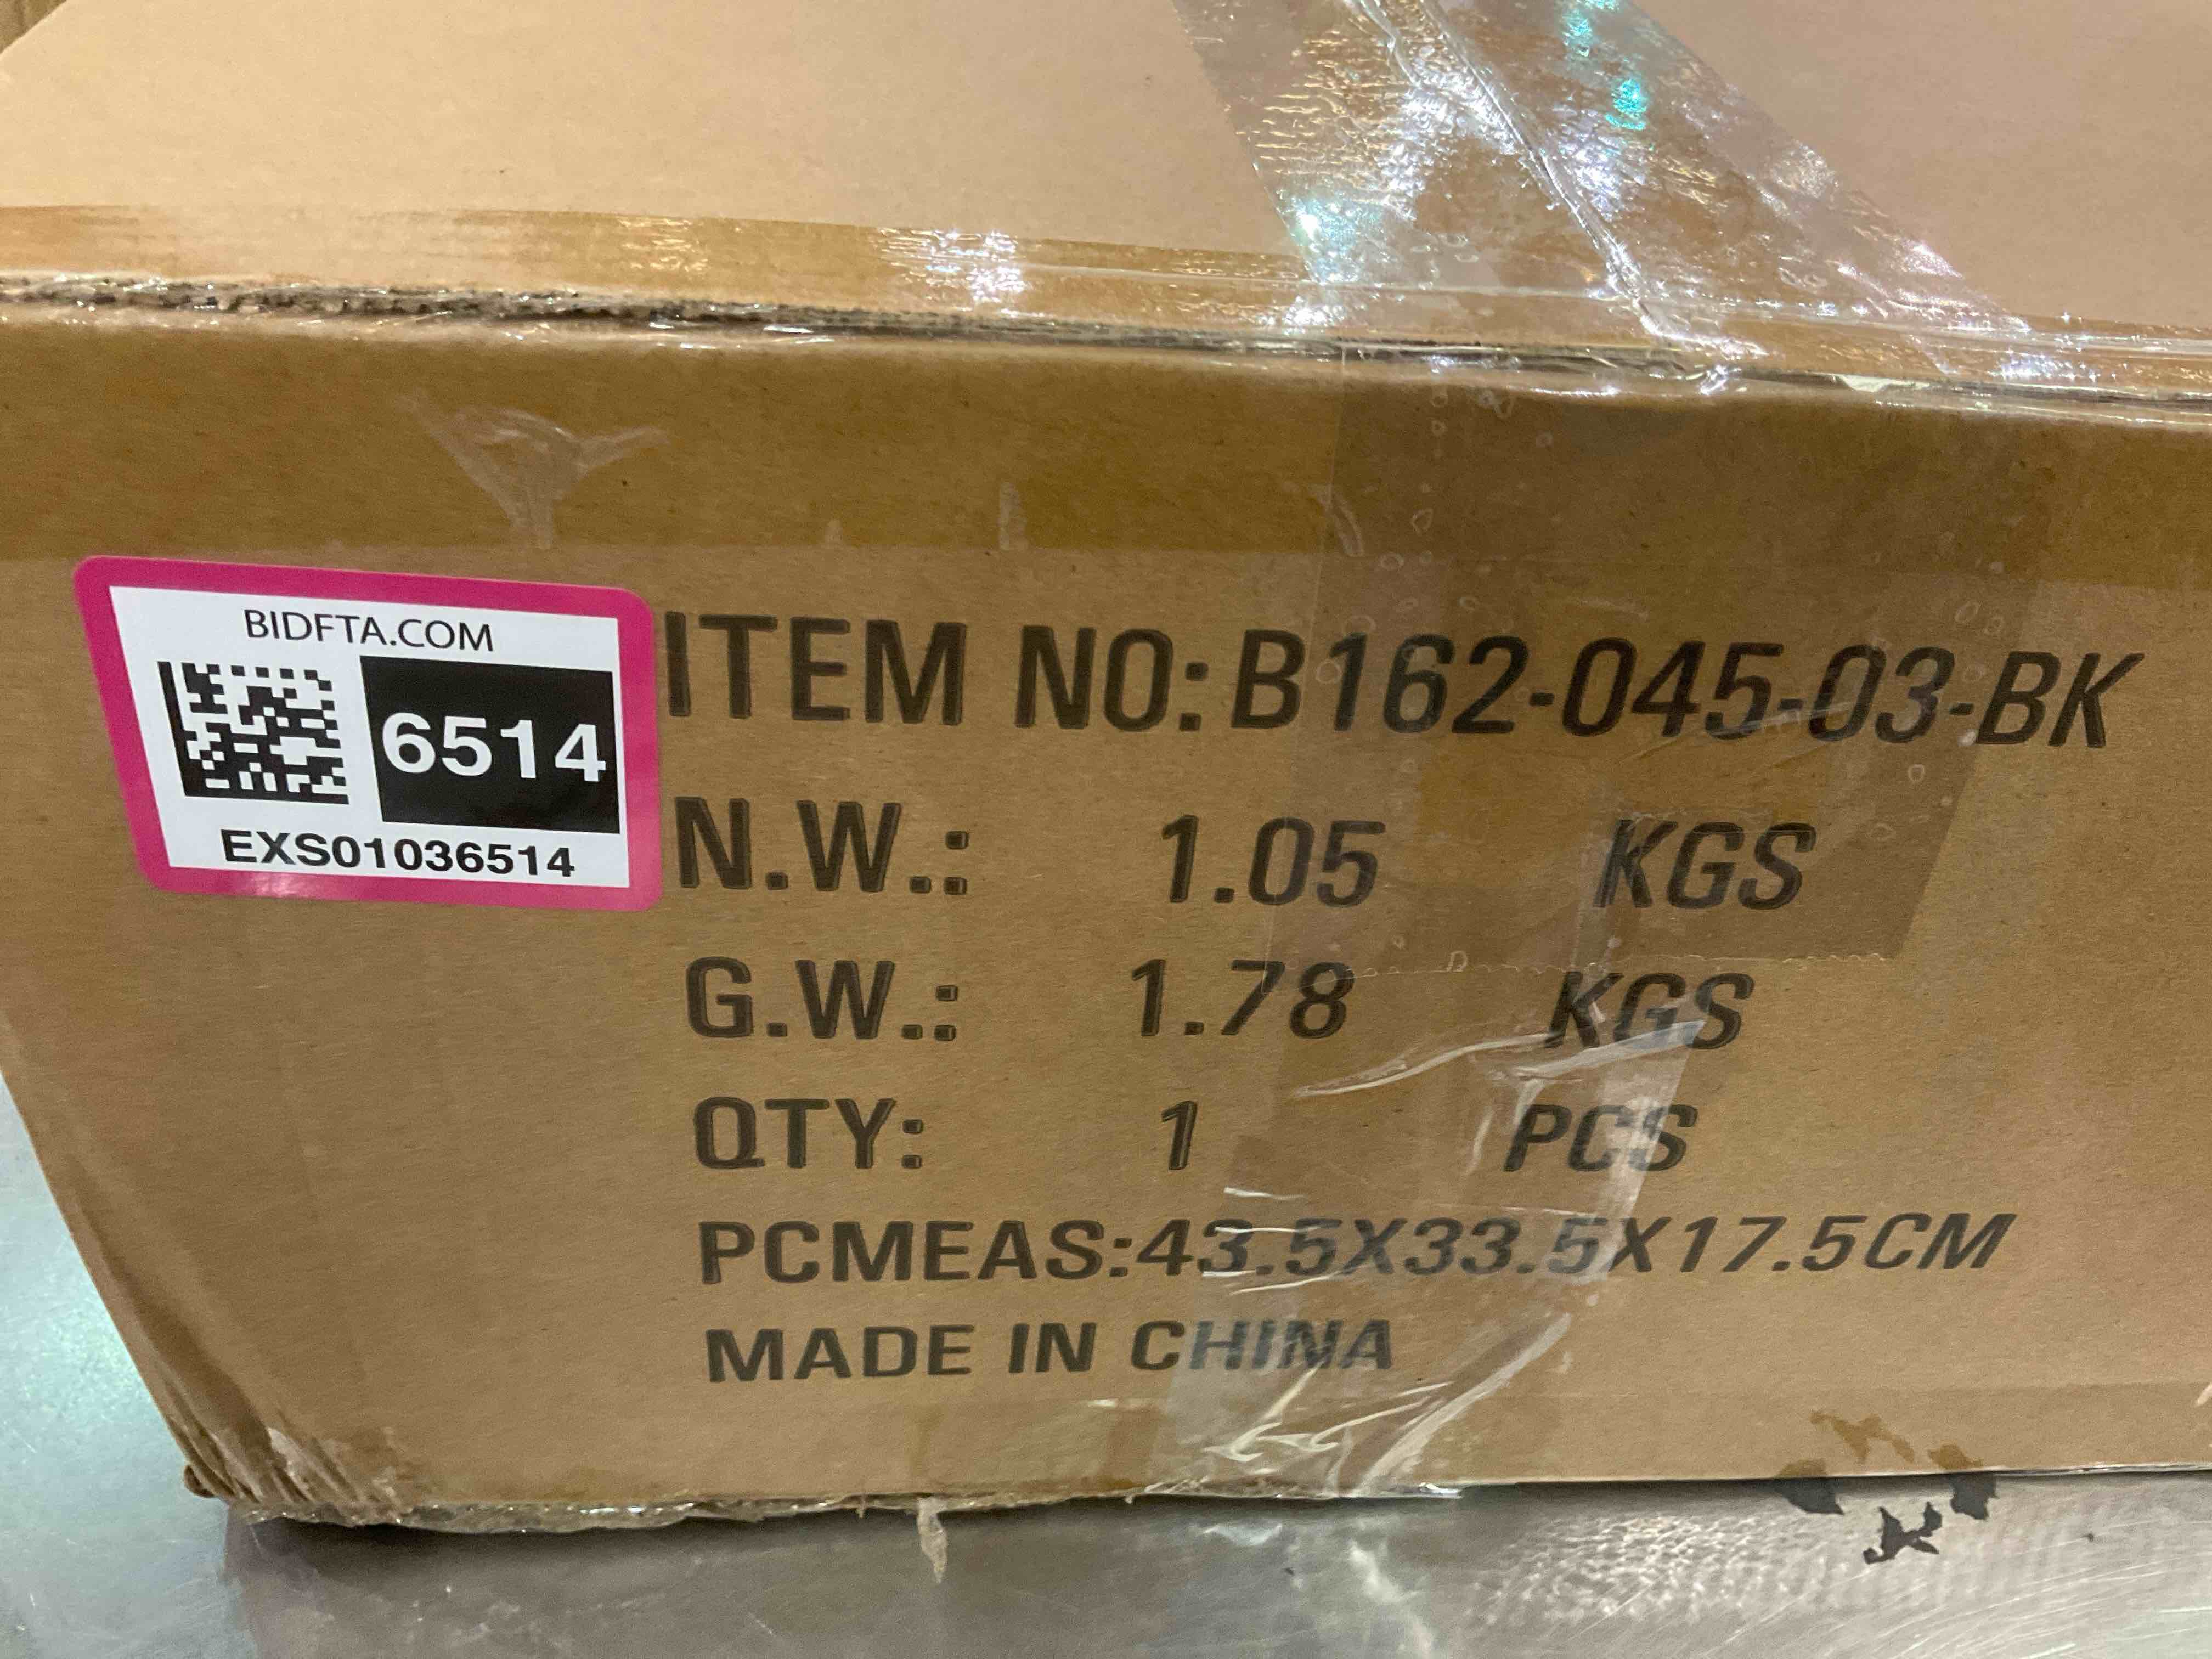 BIDFTA.COM
6514
EXS01036514
ITEM NO: B162-045-03-BK
N.W.: 1.05 KGS
G.W.: 1.78 KGS
QTY: 1 PCS
PCMEAS:43.5X33.5X17.5CM
MADE IN CHINA